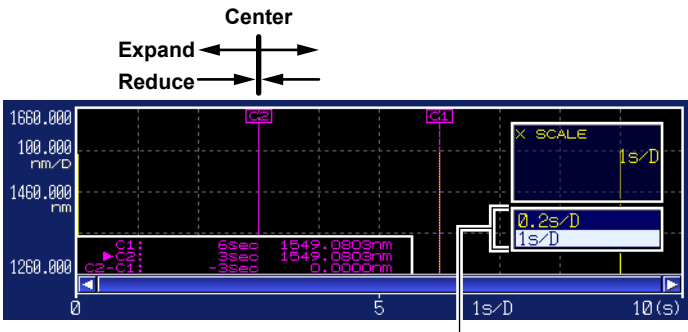 Center
Expand
Reduce
1660.000
100.000
nm/D
1460.000
nm
1260.000
C2
C1
X SCALE
1s/D
0.2s/D
1s/D
C1: 6sec 1549.0803nm
▶C2: 3sec 1549.0803nm
C2-C1: -3sec 0.0000nm
0 5 1s/D 10(s)